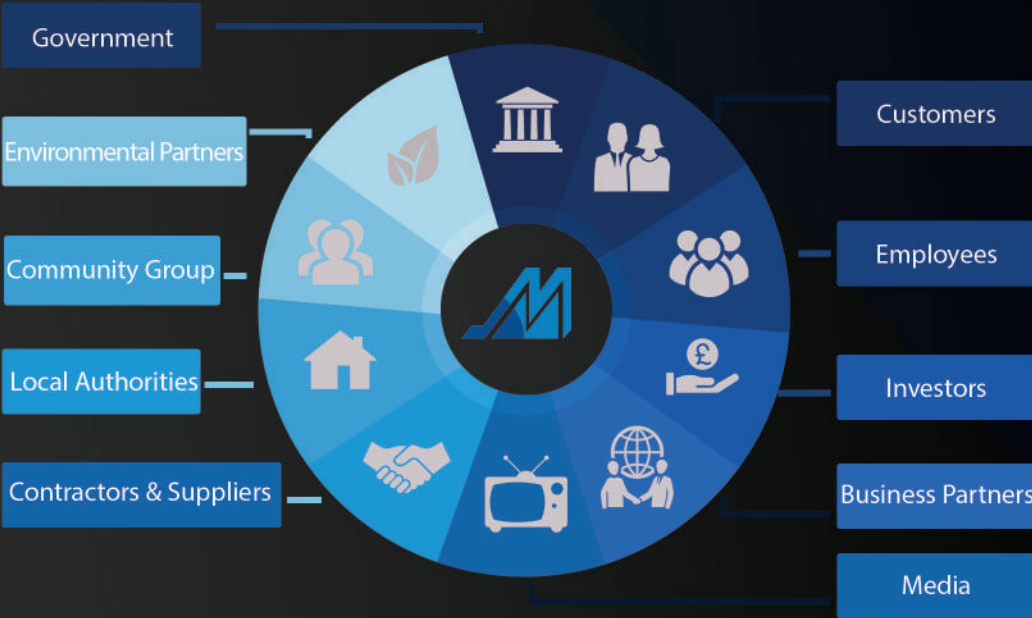 Government
Environmental Partners
Community Group
Local Authorities
Contractors & Suppliers
Customers
Employees
£
Investors
Business Partners
Media